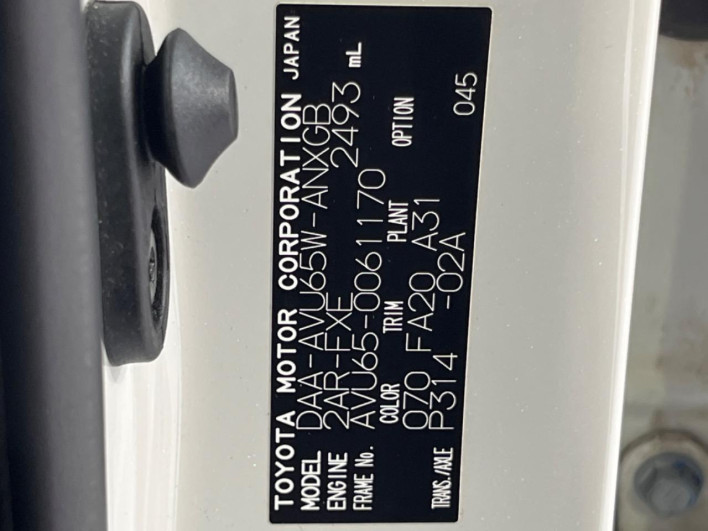 TOYOTA MOTOR CORPORATION JAPAN
MODEL DAA-AVU65W-ANXGB
ENGINE 2AR-FXE 2493 mL
FRAME No. AVU65-0061170
COLOR TRIM PLANT OPTION
070 FA20 A31
TRANS./AXLE P314 -02A 045